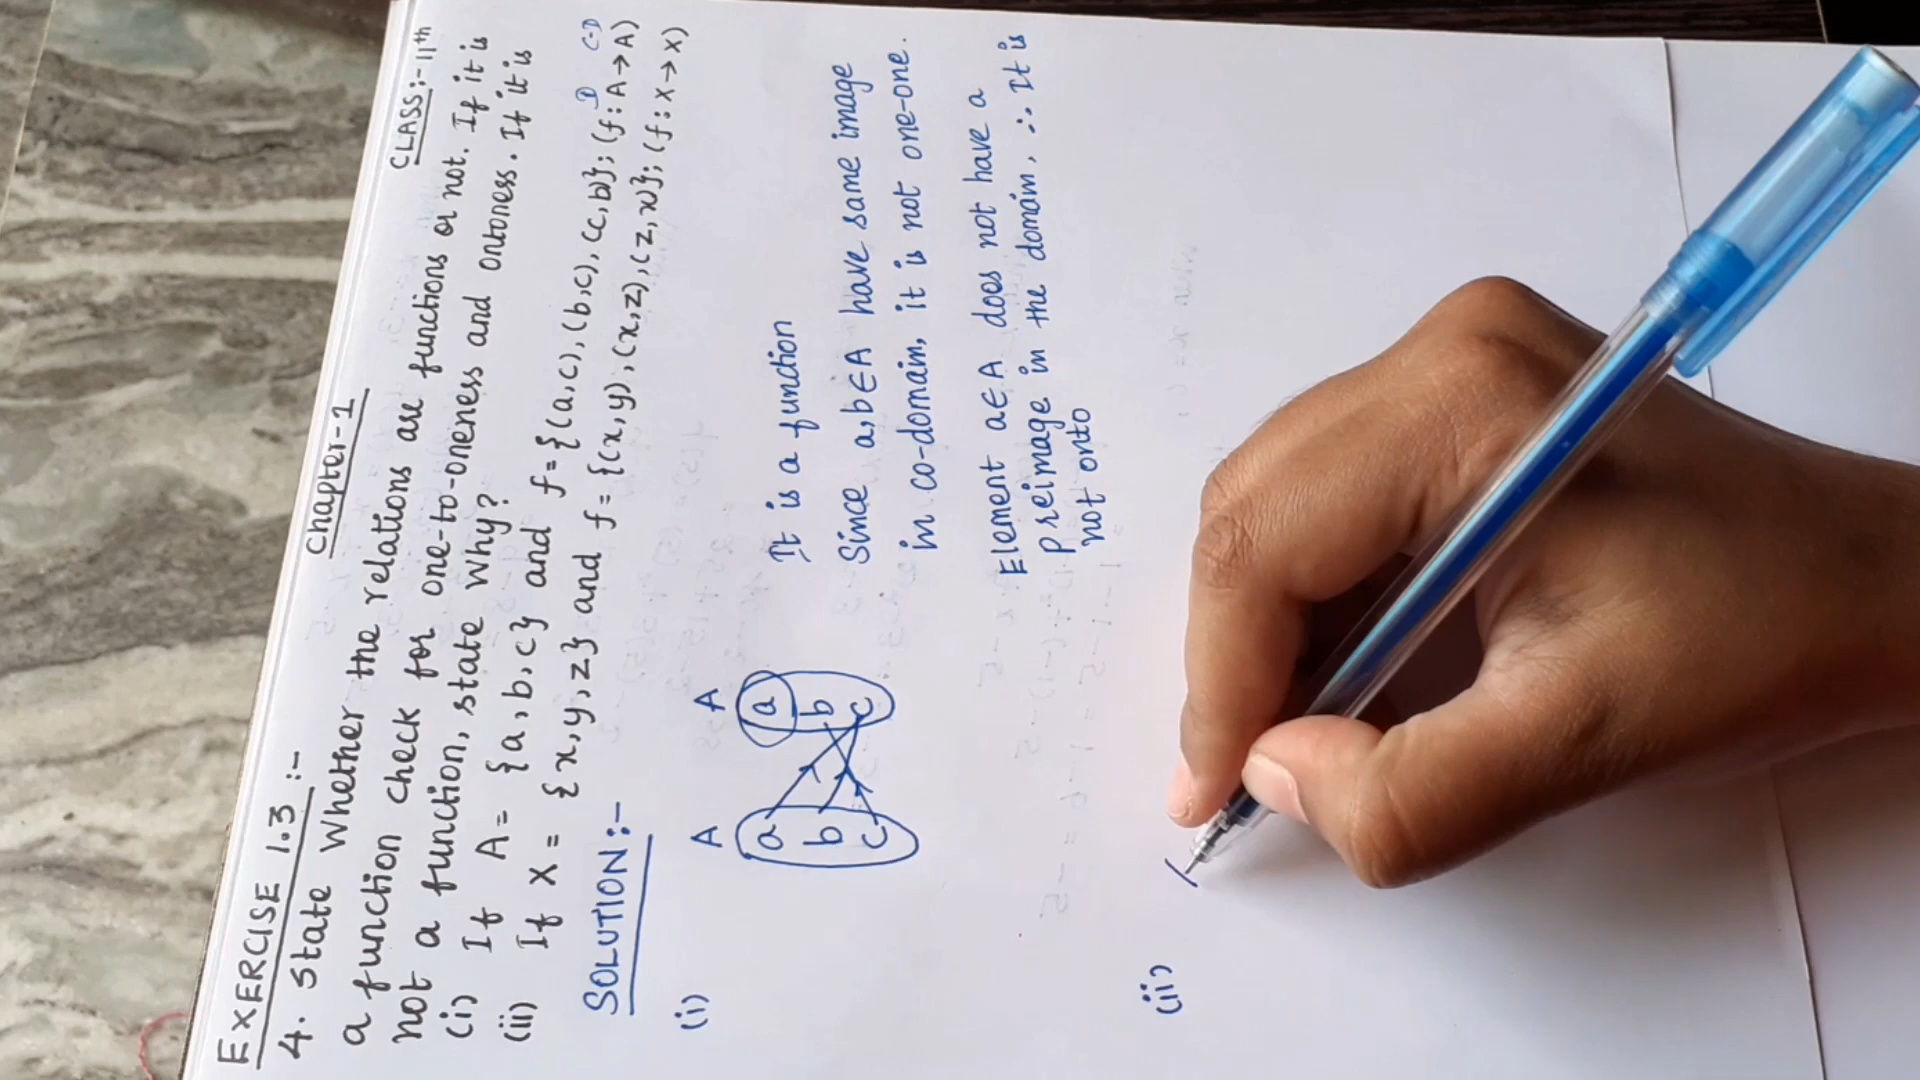 EXERCISE 1.3 :- Chapter-1 CLASS:- 11th
4. State whether the relations are functions or not. If it is
a function check for one-to-oneness and ontoness. If it is
not a function, state why?
(i) If A = {a, b, c} and f = {(a,c), (b,c), (c,b)}; (f: A → A)
D C-D
(ii) If X = {x, y, z} and f = {(x,y), (x,z), (z,x)}; (f: X → X)
SOLUTION:-
(i)
A A
a a
b b
c c
It is a function
Since a, b ∈ A have same image
in co-domain, it is not one-one.
Element a ∈ A does not have a
preimage in the domain, ∴ It is
not onto
(ii)